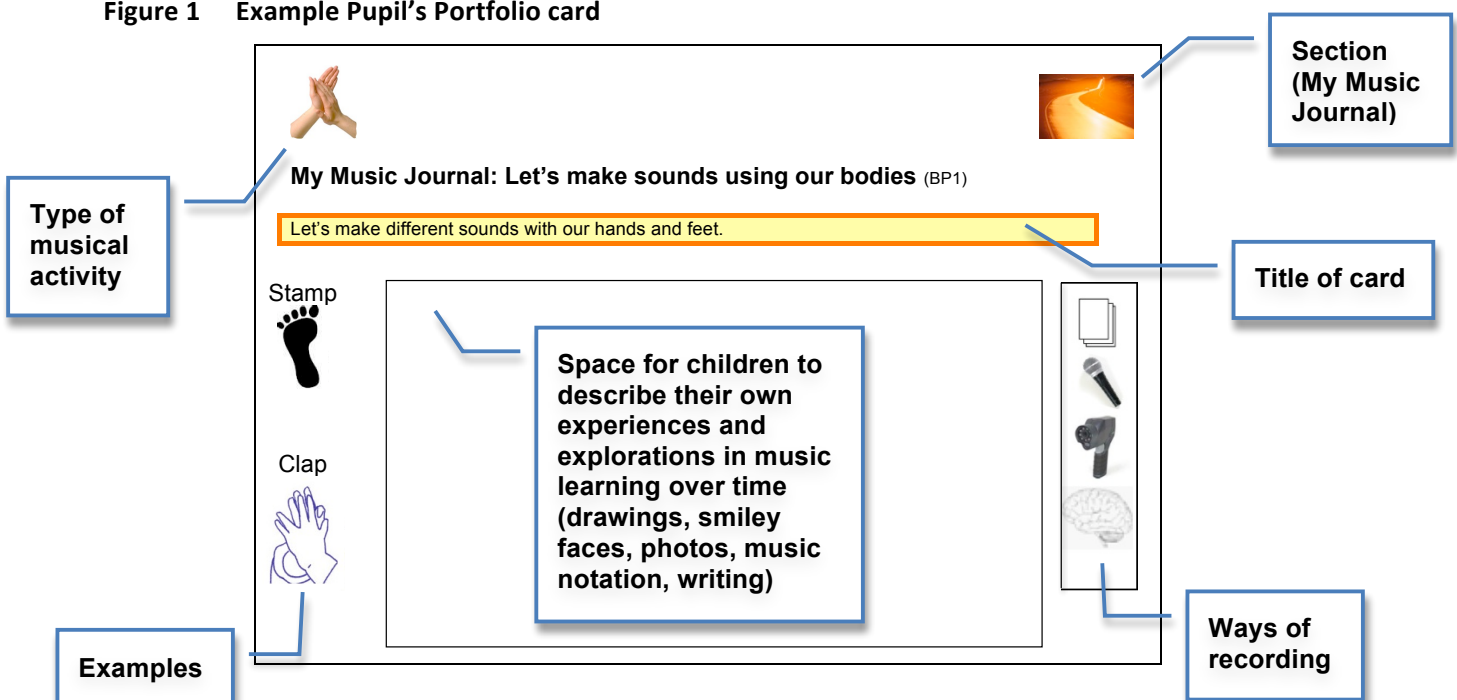 Figure 1 Example Pupil's Portfolio card
Section
(My Music
Journal)
My Music Journal: Let's make sounds using our bodies (BP1)
Type of
musical
activity
Let's make different sounds with our hands and feet.
Title of card
Stamp
Space for children to
describe their own
experiences and
explorations in music
learning over time
(drawings, smiley
faces, photos, music
notation, writing)
Clap
Examples
Ways of
recording